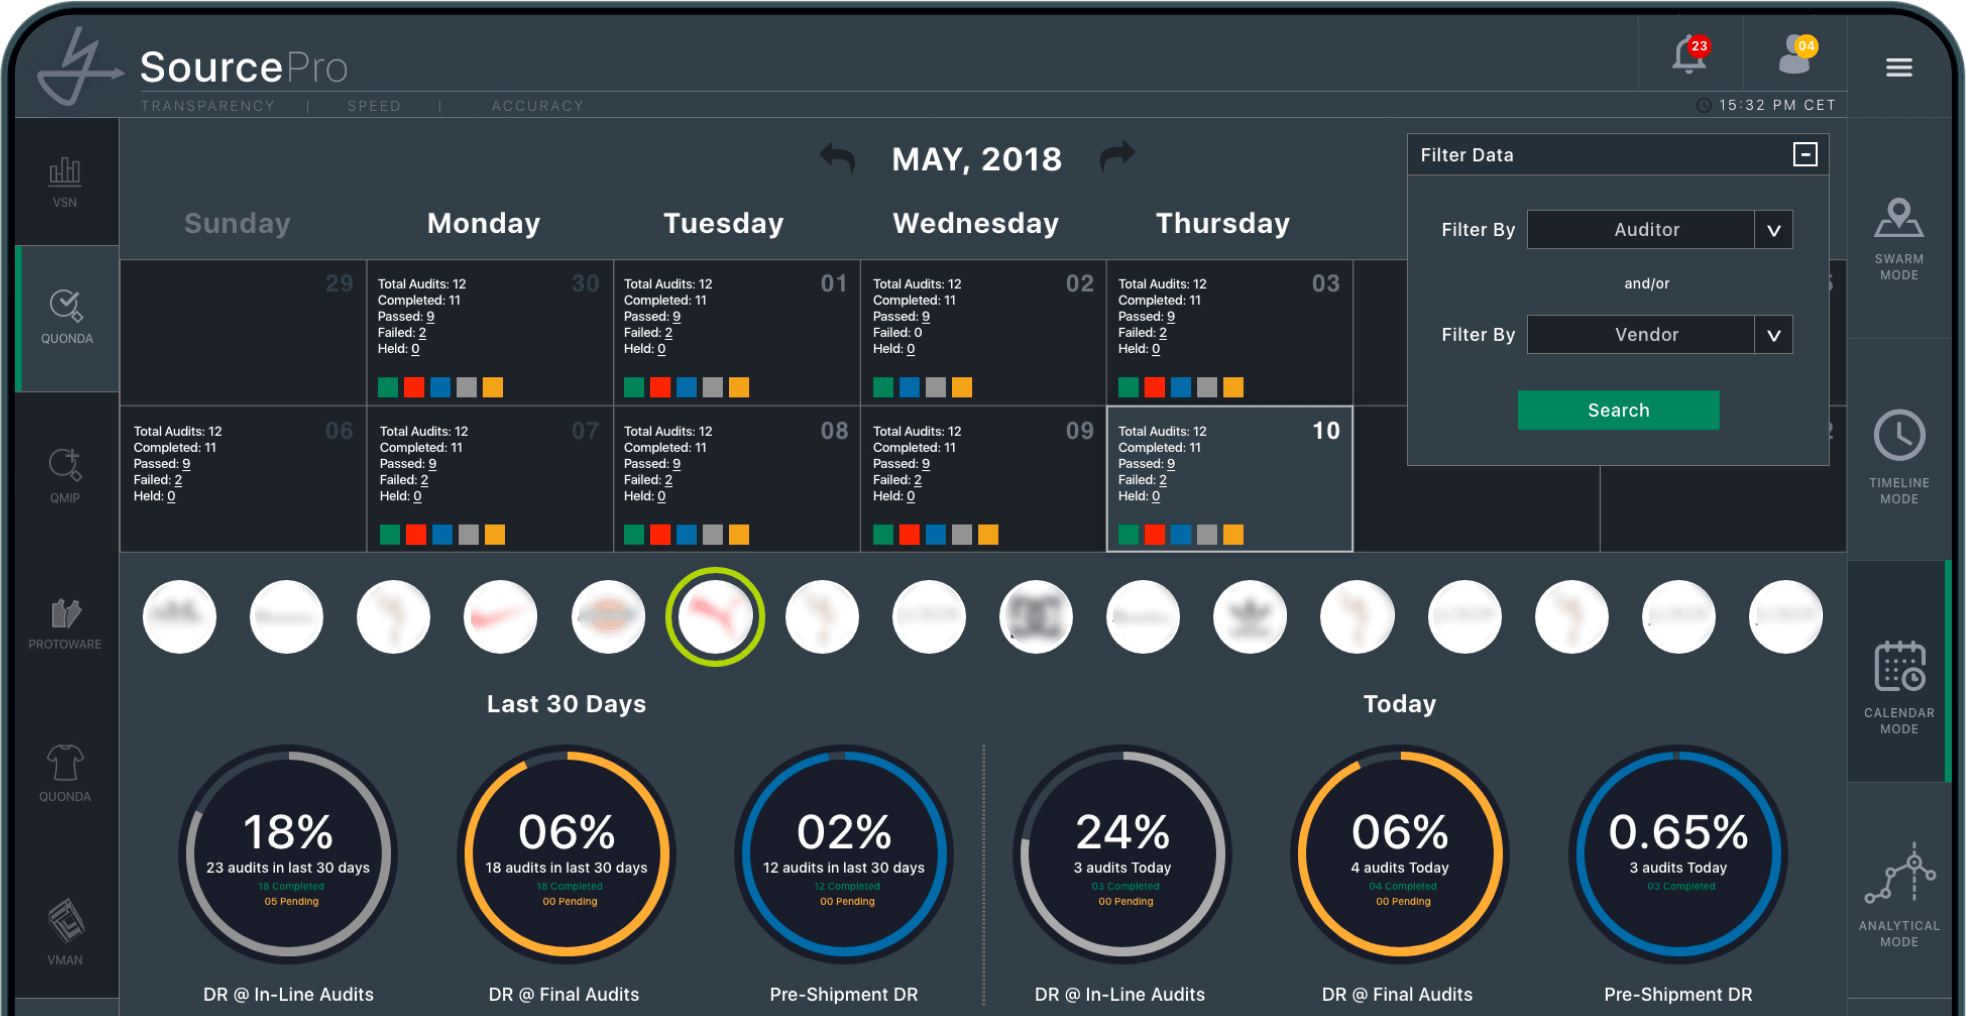 SourcePro
TRANSPARENCY | SPEED | ACCURACY
23
04
15:32 PM CET
VSN
QUONDA
QMIP
PROTOWARE
QUONDA
VMAN
MAY, 2018
Sunday
Monday
Tuesday
Wednesday
Thursday
29
30
Total Audits: 12
Completed: 11
Passed: 9
Failed: 2
Held: 0
01
Total Audits: 12
Completed: 11
Passed: 9
Failed: 2
Held: 0
02
Total Audits: 12
Completed: 11
Passed: 9
Failed: 0
Held: 0
03
Total Audits: 12
Completed: 11
Passed: 9
Failed: 2
Held: 0
06
Total Audits: 12
Completed: 11
Passed: 9
Failed: 2
Held: 0
07
Total Audits: 12
Completed: 11
Passed: 9
Failed: 2
Held: 0
08
Total Audits: 12
Completed: 11
Passed: 9
Failed: 2
Held: 0
09
Total Audits: 12
Completed: 11
Passed: 9
Failed: 2
Held: 0
10
Total Audits: 12
Completed: 11
Passed: 9
Failed: 2
Held: 0
Filter Data
Filter By
Auditor
and/or
Filter By
Vendor
Search
SWARM
MODE
TIMELINE
MODE
CALENDAR
MODE
ANALYTICAL
MODE
Last 30 Days
18%
23 audits in last 30 days
18 Completed
05 Pending
DR @ In-Line Audits
06%
18 audits in last 30 days
18 Completed
00 Pending
DR @ Final Audits
02%
12 audits in last 30 days
12 Completed
00 Pending
Pre-Shipment DR
Today
24%
3 audits Today
03 Completed
00 Pending
DR @ In-Line Audits
06%
4 audits Today
04 Completed
00 Pending
DR @ Final Audits
0.65%
3 audits Today
03 Completed
Pre-Shipment DR